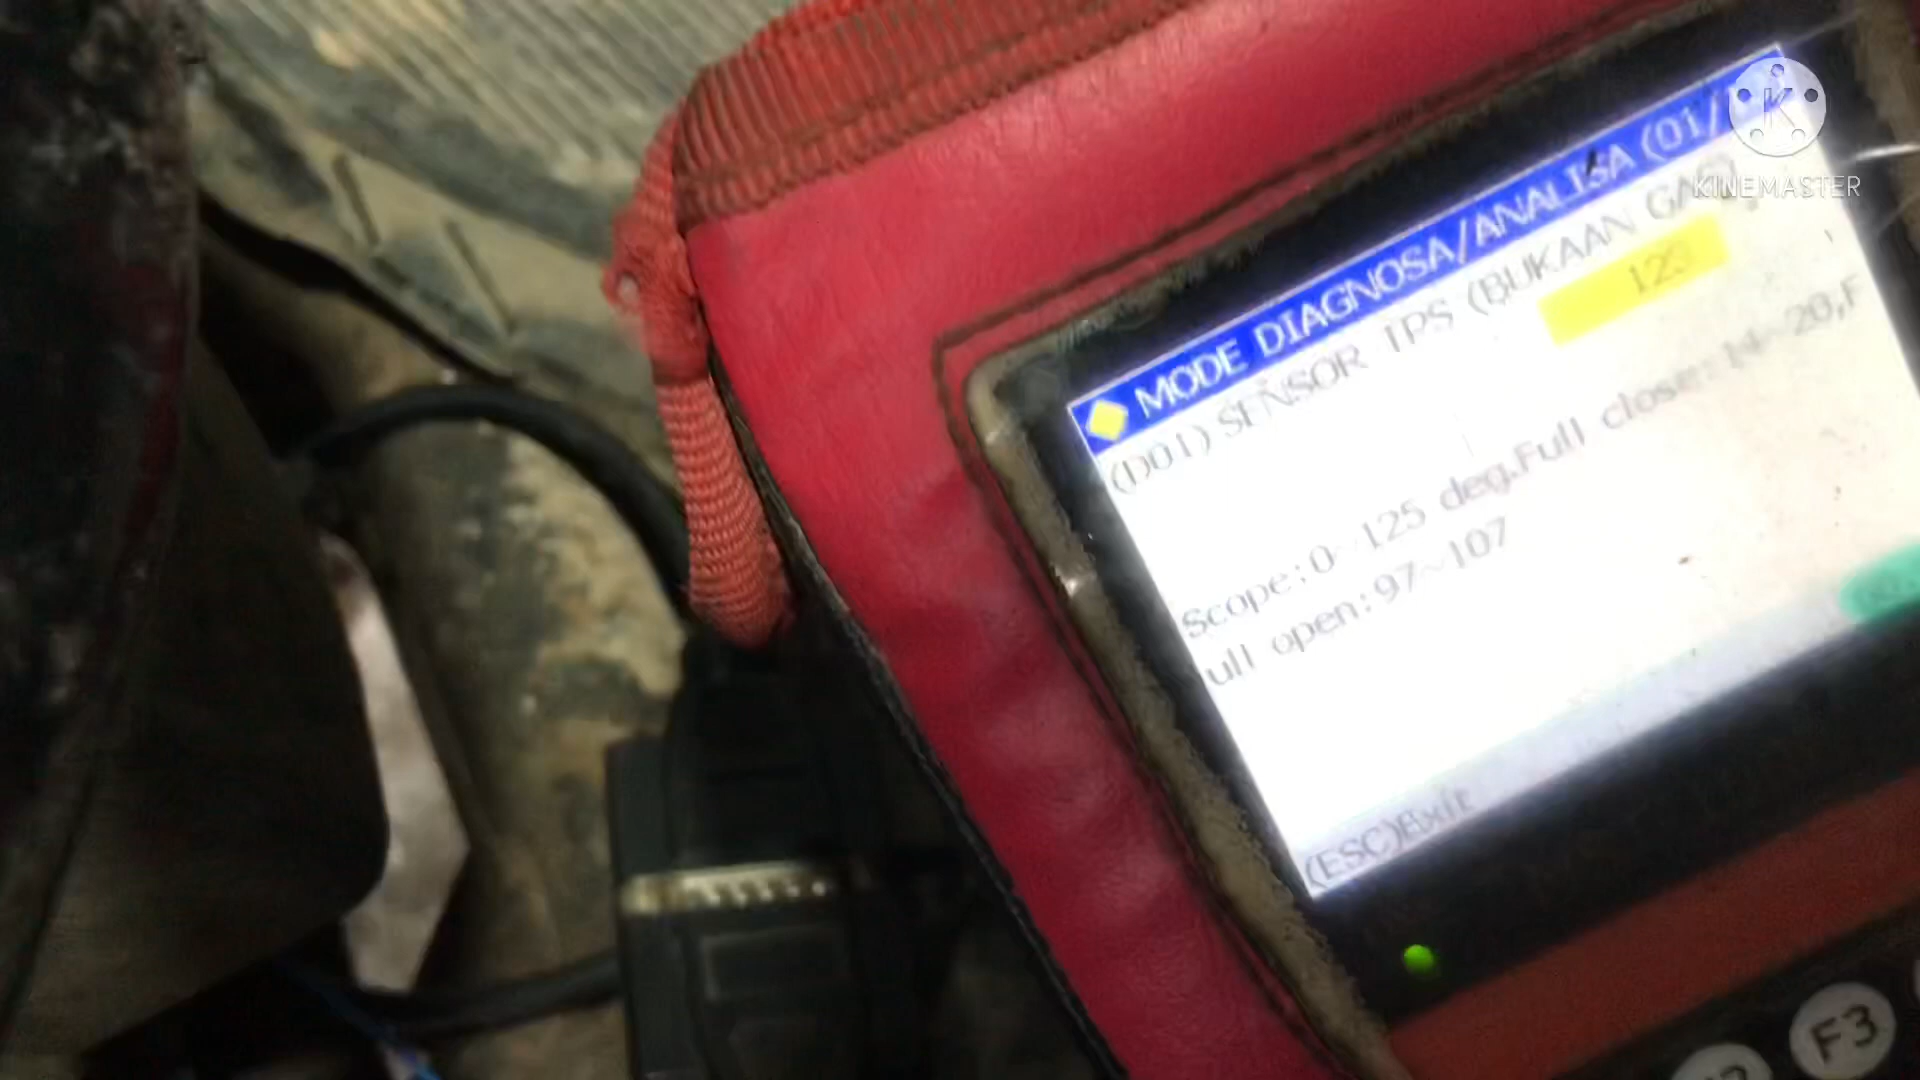 MODE DIAGNOSA/ANALISA (01/
(D01) SENSOR TPS (BUKAAN GAS)
Scope:0~125 deg.Full close:14~20,F
ull open:97~107
(ESC)Exit
F3
K
KINEMASTER